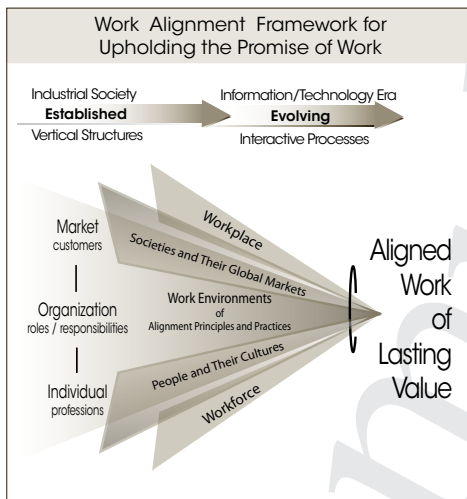 Work Alignment Framework for
Upholding the Promise of Work
Industrial Society
Established
Vertical Structures
Information/Technology Era
Evolving
Interactive Processes
Market
customers
Organization
roles / responsibilities
Individual
professions
Workplace
Societies and Their Global Markets
Work Environments
of
Alignment Principles and Practices
People and Their Cultures
Workforce
Aligned
Work
of
Lasting
Value